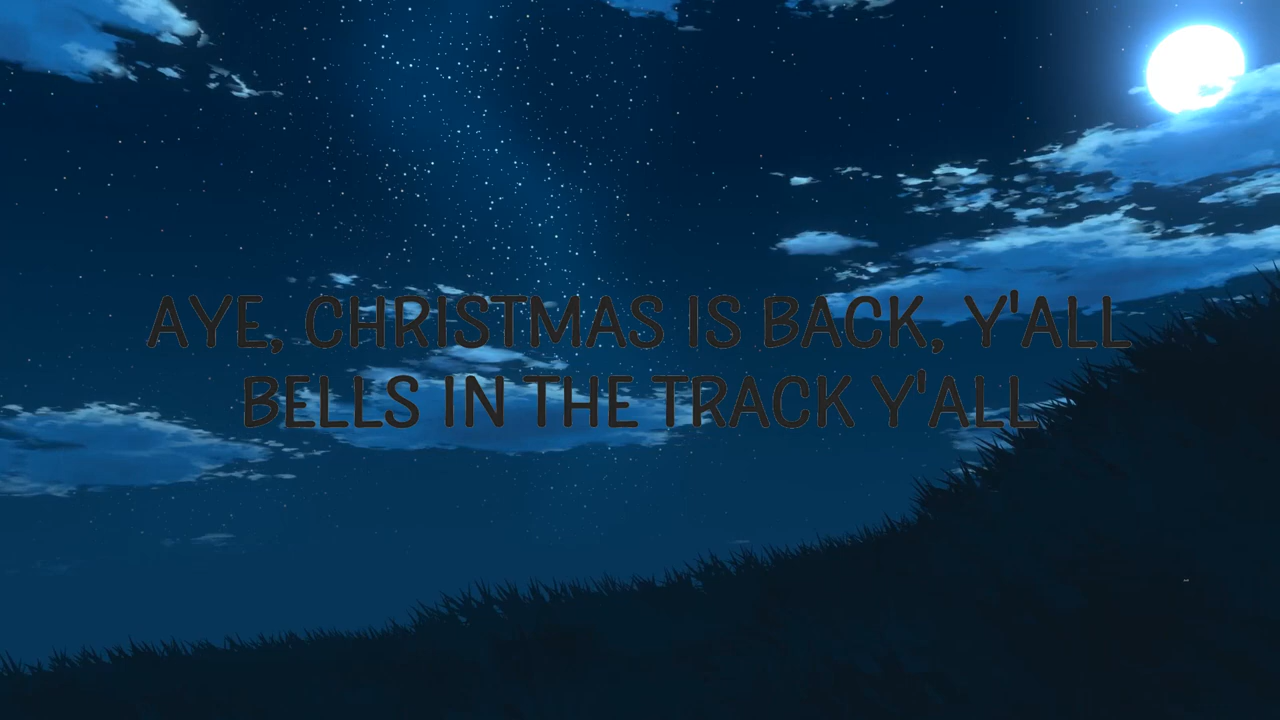 AYE, CHRISTMAS IS BACK, Y'ALL
BELLS IN THE TRACK Y'ALL